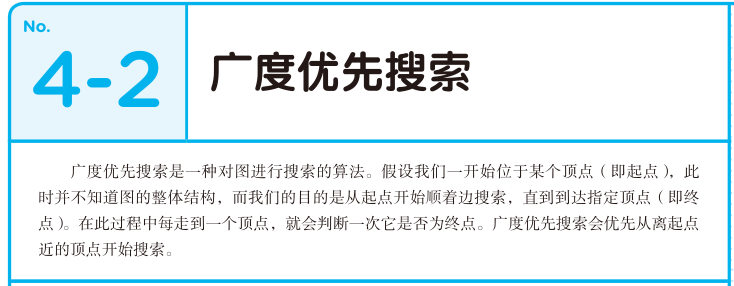 No.
4-2
广度优先搜索
广度优先搜索是一种对图进行搜索的算法。假设我们一开始位于某个顶点（即起点），此
时并不知道图的整体结构，而我们的目的是从起点开始顺着边搜索，直到到达指定顶点（即终
点）。在此过程中每走到一个顶点，就会判断一次它是否为终点。广度优先搜索会优先从离起点
近的顶点开始搜索。